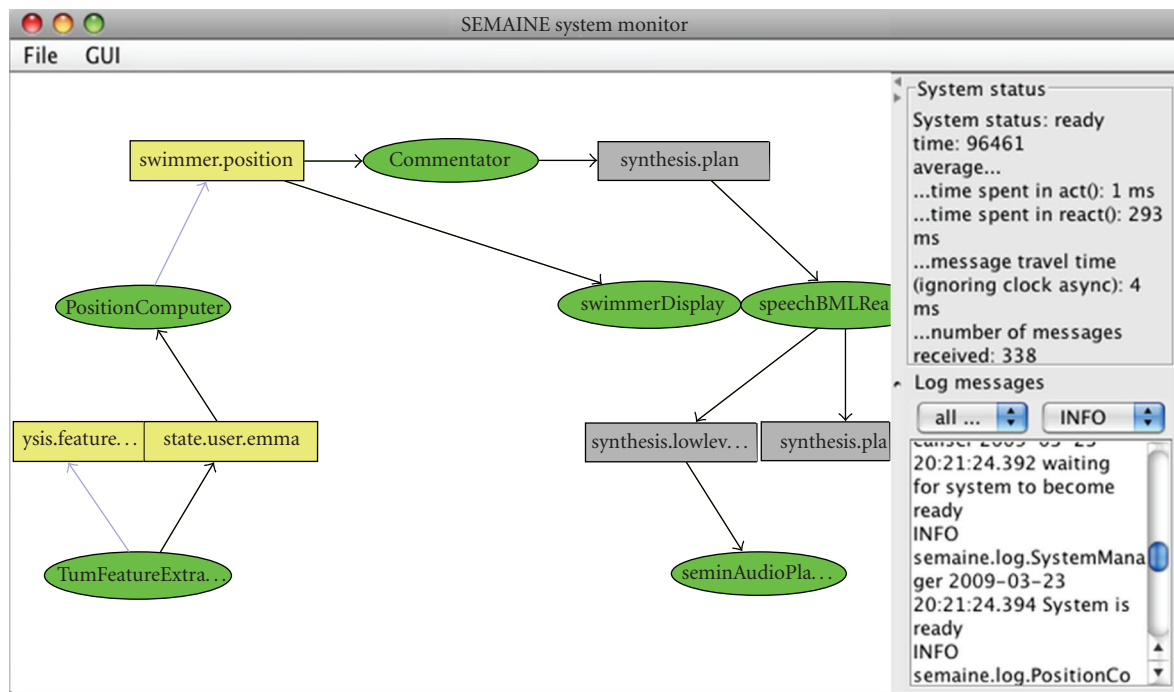 SEMAINE system monitor
File GUI
swimmer.position
Commentator
synthesis.plan
PositionComputer
swimmerDisplay
speechBMLRea
ysis.feature...
state.user.emma
synthesis.lowlev...
synthesis.pla
TumFeatureExtra...
seminAudioPla...
System status
System status: ready
time: 96461
average...
...time spent in act(): 1 ms
...time spent in react(): 293
ms
...message travel time
(ignoring clock async): 4
ms
...number of messages
received: 338
Log messages
all ...
INFO
20:21:24.392 waiting
for system to become
ready
INFO
semaine.log.SystemMana
ger 2009-03-23
20:21:24.394 System is
ready
INFO
semaine.log.PositionCo